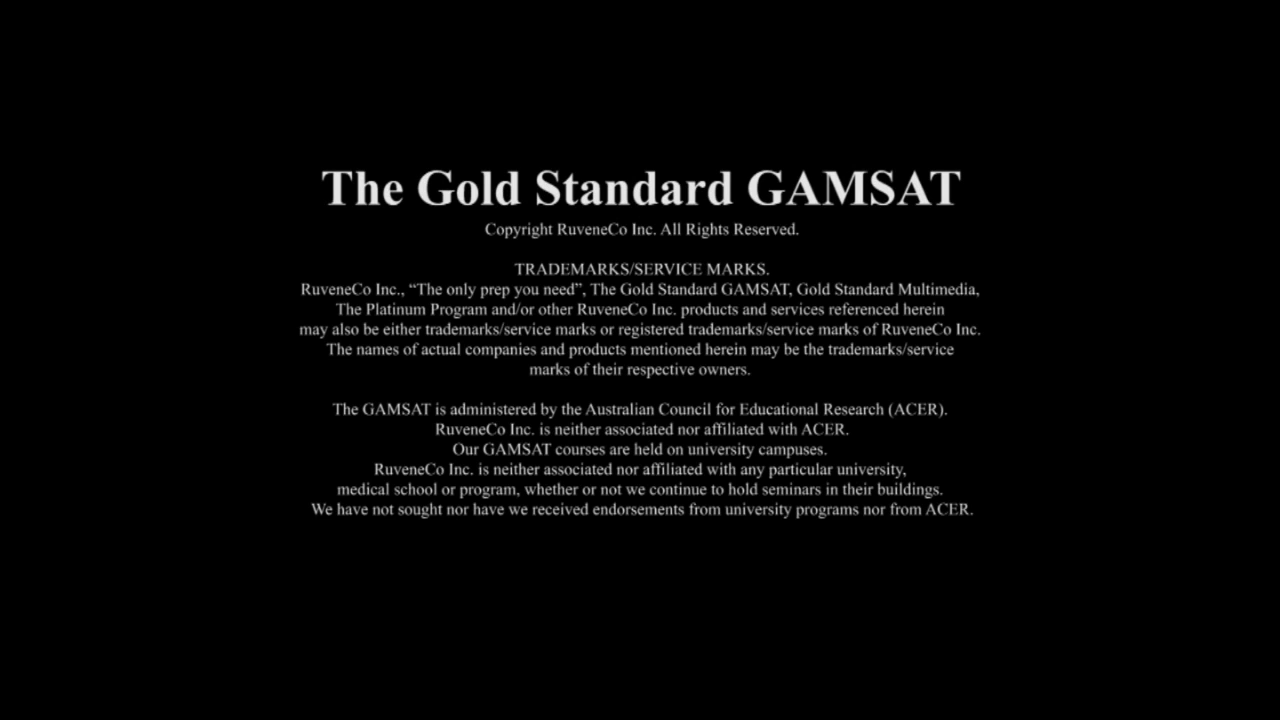 The Gold Standard GAMSAT
Copyright RuveneCo Inc. All Rights Reserved.
TRADEMARKS/SERVICE MARKS.
RuveneCo Inc., “The only prep you need”, The Gold Standard GAMSAT, Gold Standard Multimedia,
The Platinum Program and/or other RuveneCo Inc. products and services referenced herein
may also be either trademarks/service marks or registered trademarks/service marks of RuveneCo Inc.
The names of actual companies and products mentioned herein may be the trademarks/service
marks of their respective owners.
The GAMSAT is administered by the Australian Council for Educational Research (ACER).
RuveneCo Inc. is neither associated nor affiliated with ACER.
Our GAMSAT courses are held on university campuses.
RuveneCo Inc. is neither associated nor affiliated with any particular university,
medical school or program, whether or not we continue to hold seminars in their buildings.
We have not sought nor have we received endorsements from university programs nor from ACER.